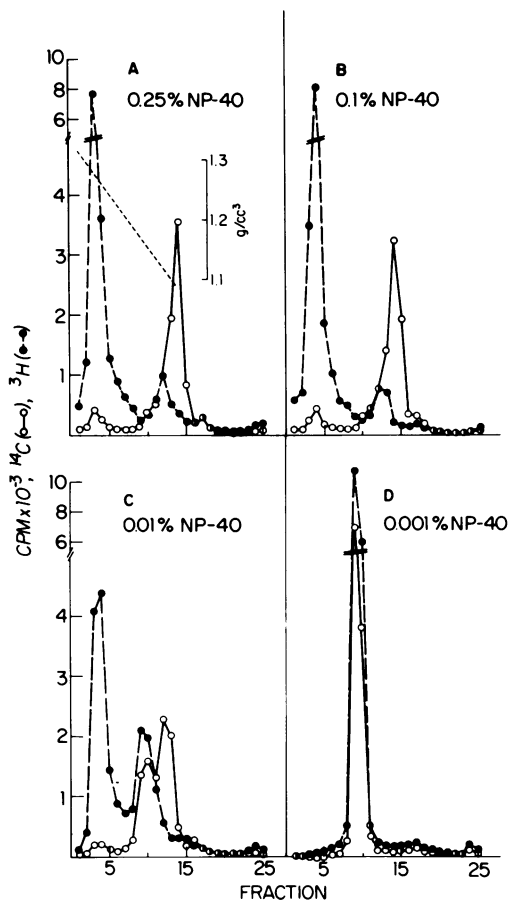 A
0.25% NP-40
10
8
6
4
3
2
1
1.3
1.2
1.1
g/cc³
B
0.1% NP-40
CPM x10⁻³, ¹⁴C(o-o), ³H(●-●)
C
0.01% NP-40
10
8
6
4
3
2
1
5
15
25
D
0.001% NP-40
5
15
25
FRACTION